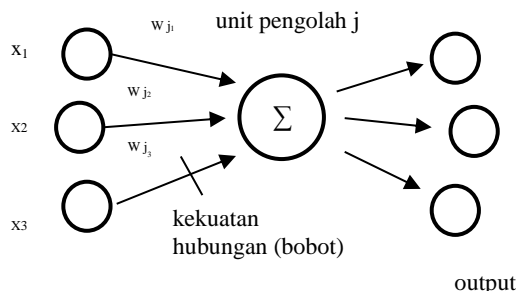 w j₁
unit pengolah j
x₁
w j₂
∑
x2
w j₃
x3
kekuatan
hubungan (bobot)
output